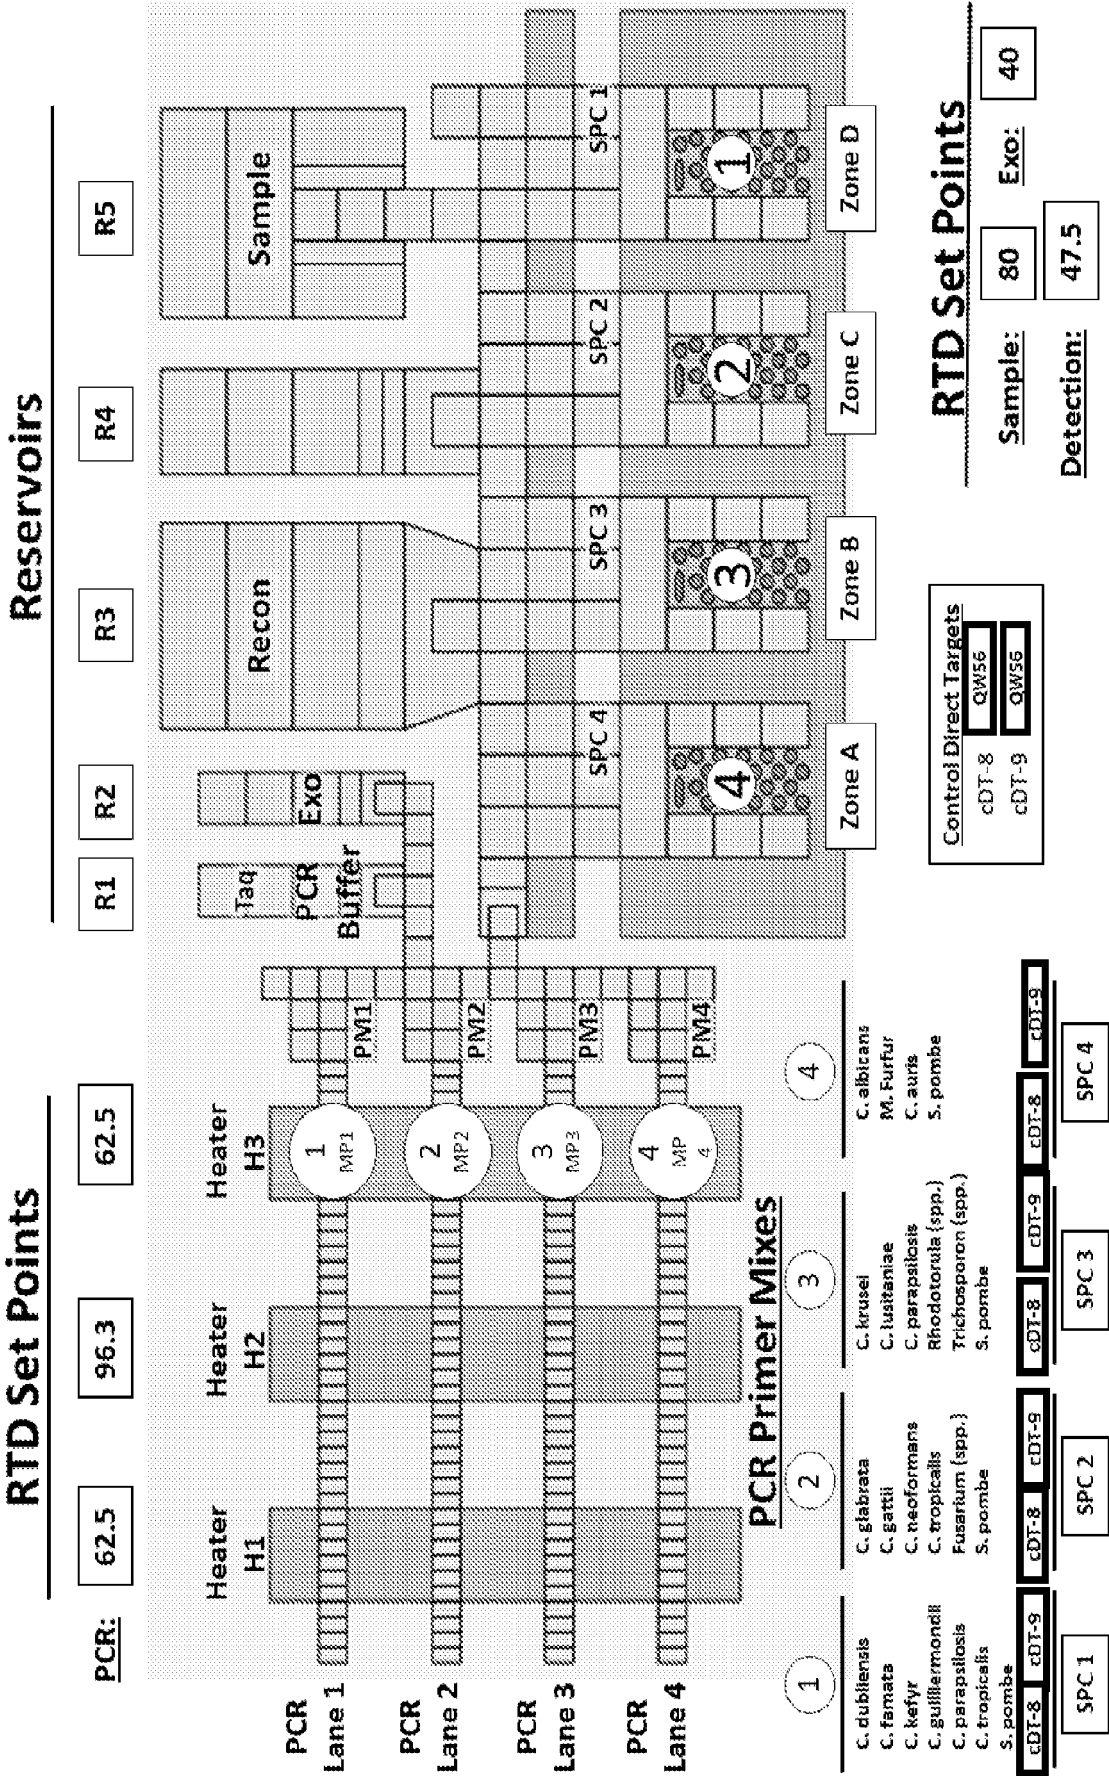 RTD Set Points
PCR:
62.5
96.3
62.5
Reservoirs
R1
R2
R3
R4
R5
Heater
H1
Heater
H2
Heater
H3
Taq
PCR
Buffer
Exo
Recon
Sample
PCR
Lane 1
PCR
Lane 2
PCR
Lane 3
PCR
Lane 4
1
MP1
2
MP2
3
MP3
4
MP
4
PM1
PM2
PM3
PM4
SPC 4
SPC 3
SPC 2
SPC 1
4
3
2
1
Zone A
Zone B
Zone C
Zone D
PCR Primer Mixes
1
C. dubliensis
C. famata
C. kefyr
C. guilliermondii
C. parapsilosis
C. tropicalis
S. pombe
cDT-8
cDT-9
SPC 1
2
C. glabrata
C. gattii
C. neoformans
C. tropicalis
Fusarium (spp.)
S. pombe
cDT-8
cDT-9
SPC 2
3
C. krusei
C. lusitaniae
C. parapsilosis
Rhodotorula (spp.)
Trichosporon (spp.)
S. pombe
cDT-8
cDT-9
SPC 3
4
C. albicans
M. Furfur
C. auris
S. pombe
cDT-8
cDT-9
SPC 4
Control Direct Targets
cDT-8 QW56
cDT-9 QW56
RTD Set Points
Sample: 80 Exo: 40
Detection: 47.5